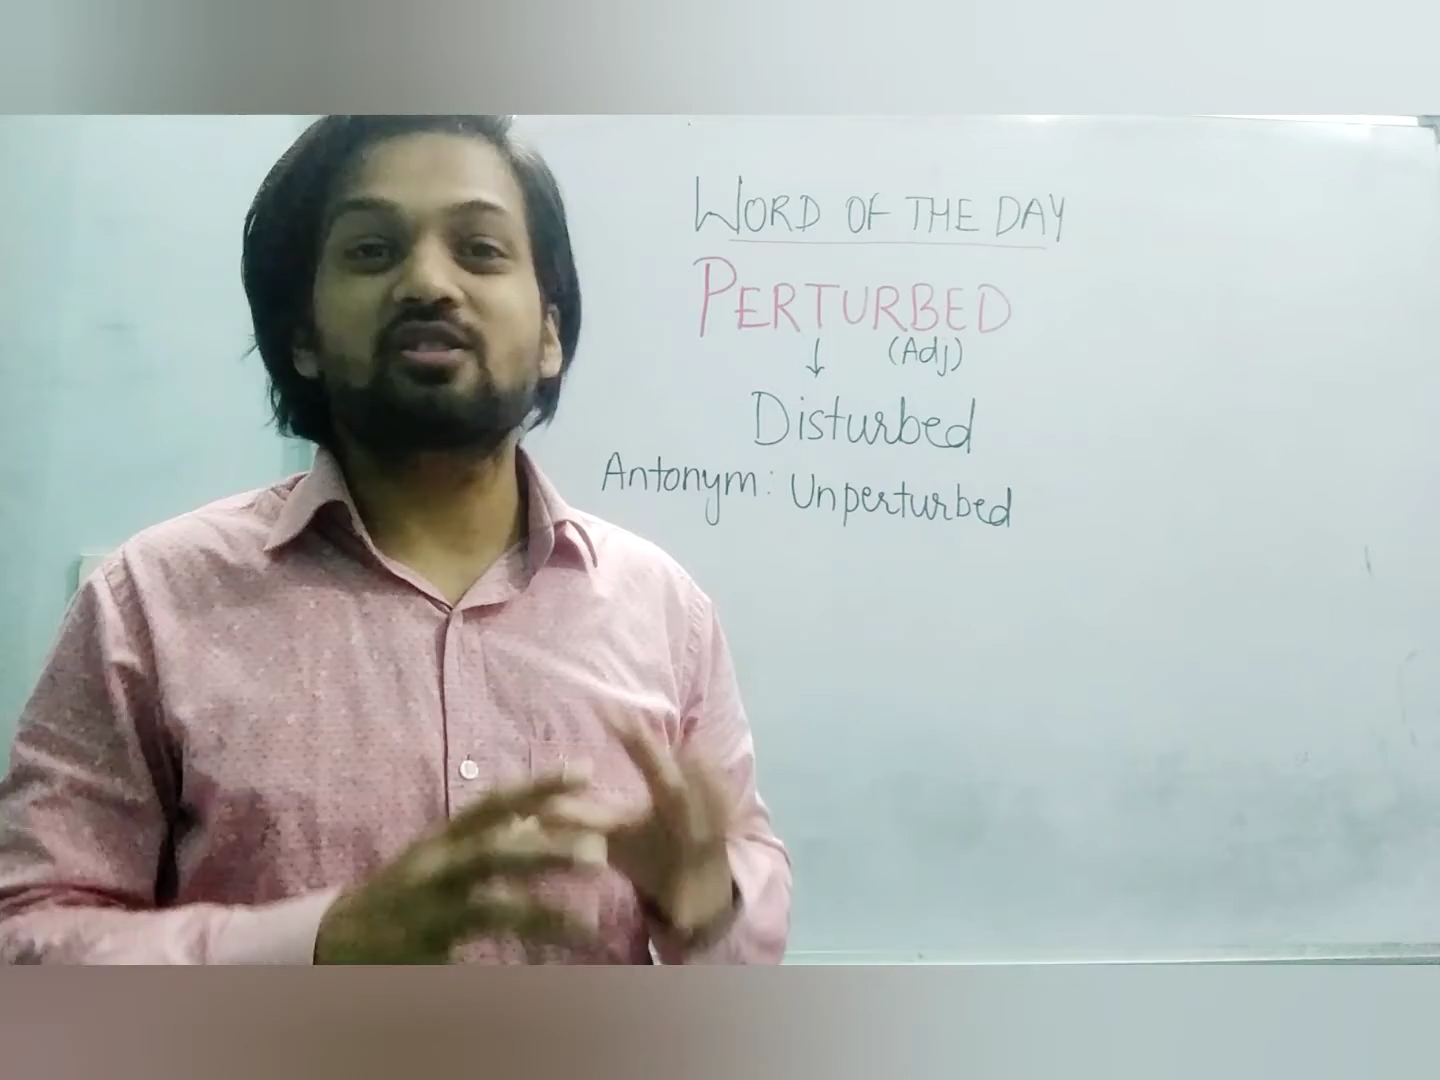 WORD OF THE DAY
PERTURBED
↓ (Adj)
Disturbed
Antonym: Unperturbed